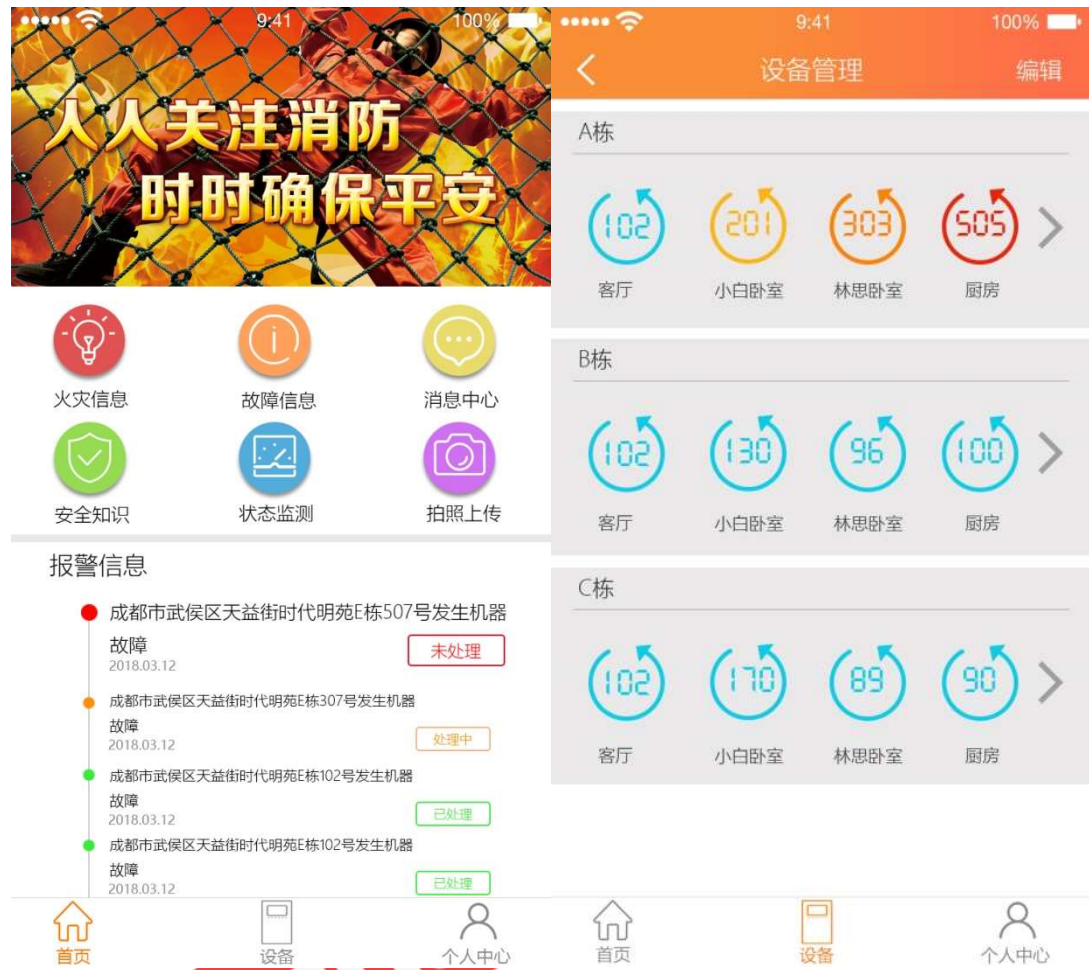 9:41
100%
人人关注消防
时时确保平安
火灾信息
故障信息
消息中心
安全知识
状态监测
拍照上传
报警信息
成都市武侯区天益街时代明苑E栋507号发生机器
故障
未处理
2018.03.12
成都市武侯区天益街时代明苑E栋307号发生机器
故障
处理中
2018.03.12
成都市武侯区天益街时代明苑E栋102号发生机器
故障
已处理
2018.03.12
成都市武侯区天益街时代明苑E栋102号发生机器
故障
已处理
2018.03.12
首页
设备
个人中心
9:41
100%
设备管理
编辑
A栋
102 201 303 505
客厅 小白卧室 林思卧室 厨房
B栋
102 130 96 100
客厅 小白卧室 林思卧室 厨房
C栋
102 170 89 90
客厅 小白卧室 林思卧室 厨房
首页
设备
个人中心